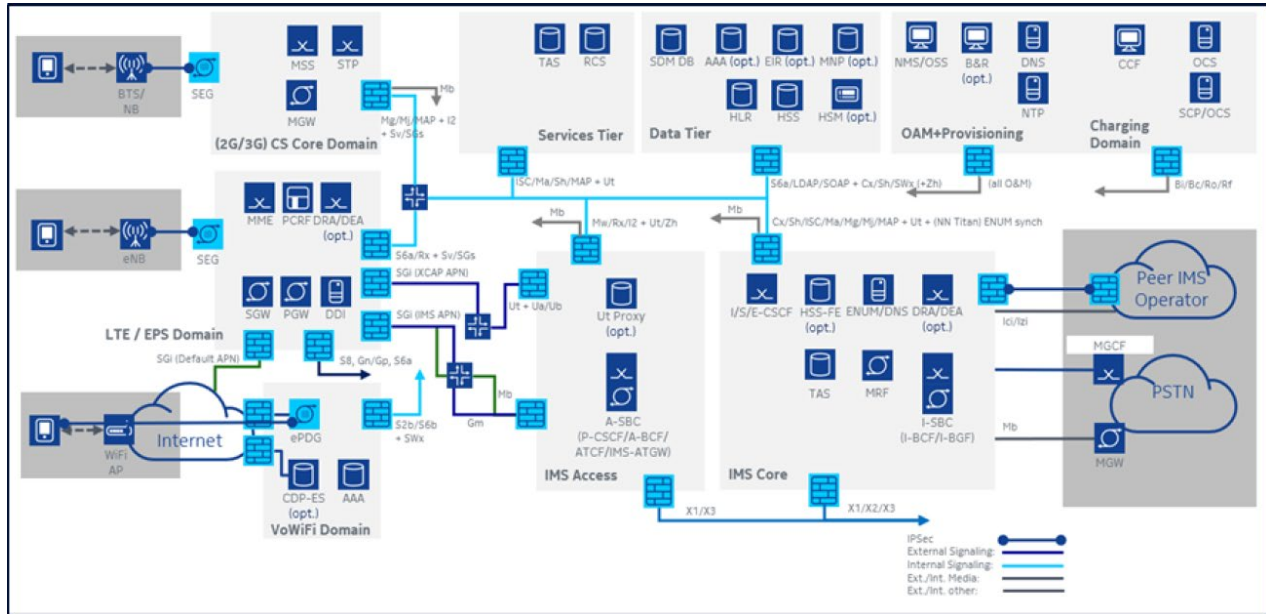 MSS
STP
TAS
RCS
SDM DB
AAA (opt.)
EIR (opt.)
MNP (opt.)
NMS/OSS
B&R
(opt.)
DNS
CCF
OCS
BTS/
NB
SEG
MGW
Mb
HLR
HSS
HSM (opt.)
NTP
SCP/OCS
Mg/Mj/MAP + I2
+ Sv/SGs
(2G/3G) CS Core Domain
Services Tier
Data Tier
OAM+Provisioning
Charging
Domain
ISC/Ma/Sh/MAP + Ut
S6a/LDAP/SOAP + Cx/Sh/SWx (+Zh)
(all O&M)
Bi/Bc/Ro/Rf
MME
PCRF
DRA/DEA
(opt.)
Mb
Mw/Rx/I2 + Ut/Zh
Mb
Cx/Sh/ISC/Ma/Mg/Mj/MAP + Ut + (NN Titan) ENUM synch
eNB
SEG
S6a/Rx + Sv/SGs
SGi (XCAP APN)
SGW
PGW
DDI
Ut + Ua/Ub
Ut Proxy
(opt.)
I/S/E-CSCF
HSS-FE
(opt.)
ENUM/DNS
DRA/DEA
(opt.)
Peer IMS
Operator
Ici/Izi
SGi (IMS APN)
LTE / EPS Domain
SGi (Default APN)
S8, Gn/Gp, S6a
MGCF
PSTN
Mb
TAS
MRF
Internet
ePDG
S2b/S6b
+ SWx
Gm
A-SBC
(P-CSCF/A-BCF/
ATCF/IMS-ATGW)
I-SBC
(I-BCF/I-BGF)
Mb
MGW
WiFi
AP
IMS Access
IMS Core
CDP-ES
(opt.)
AAA
VoWiFi Domain
X1/X3
X1/X2/X3
IPSec
External Signaling:
Internal Signaling:
Ext./Int. Media:
Ext./Int. other: